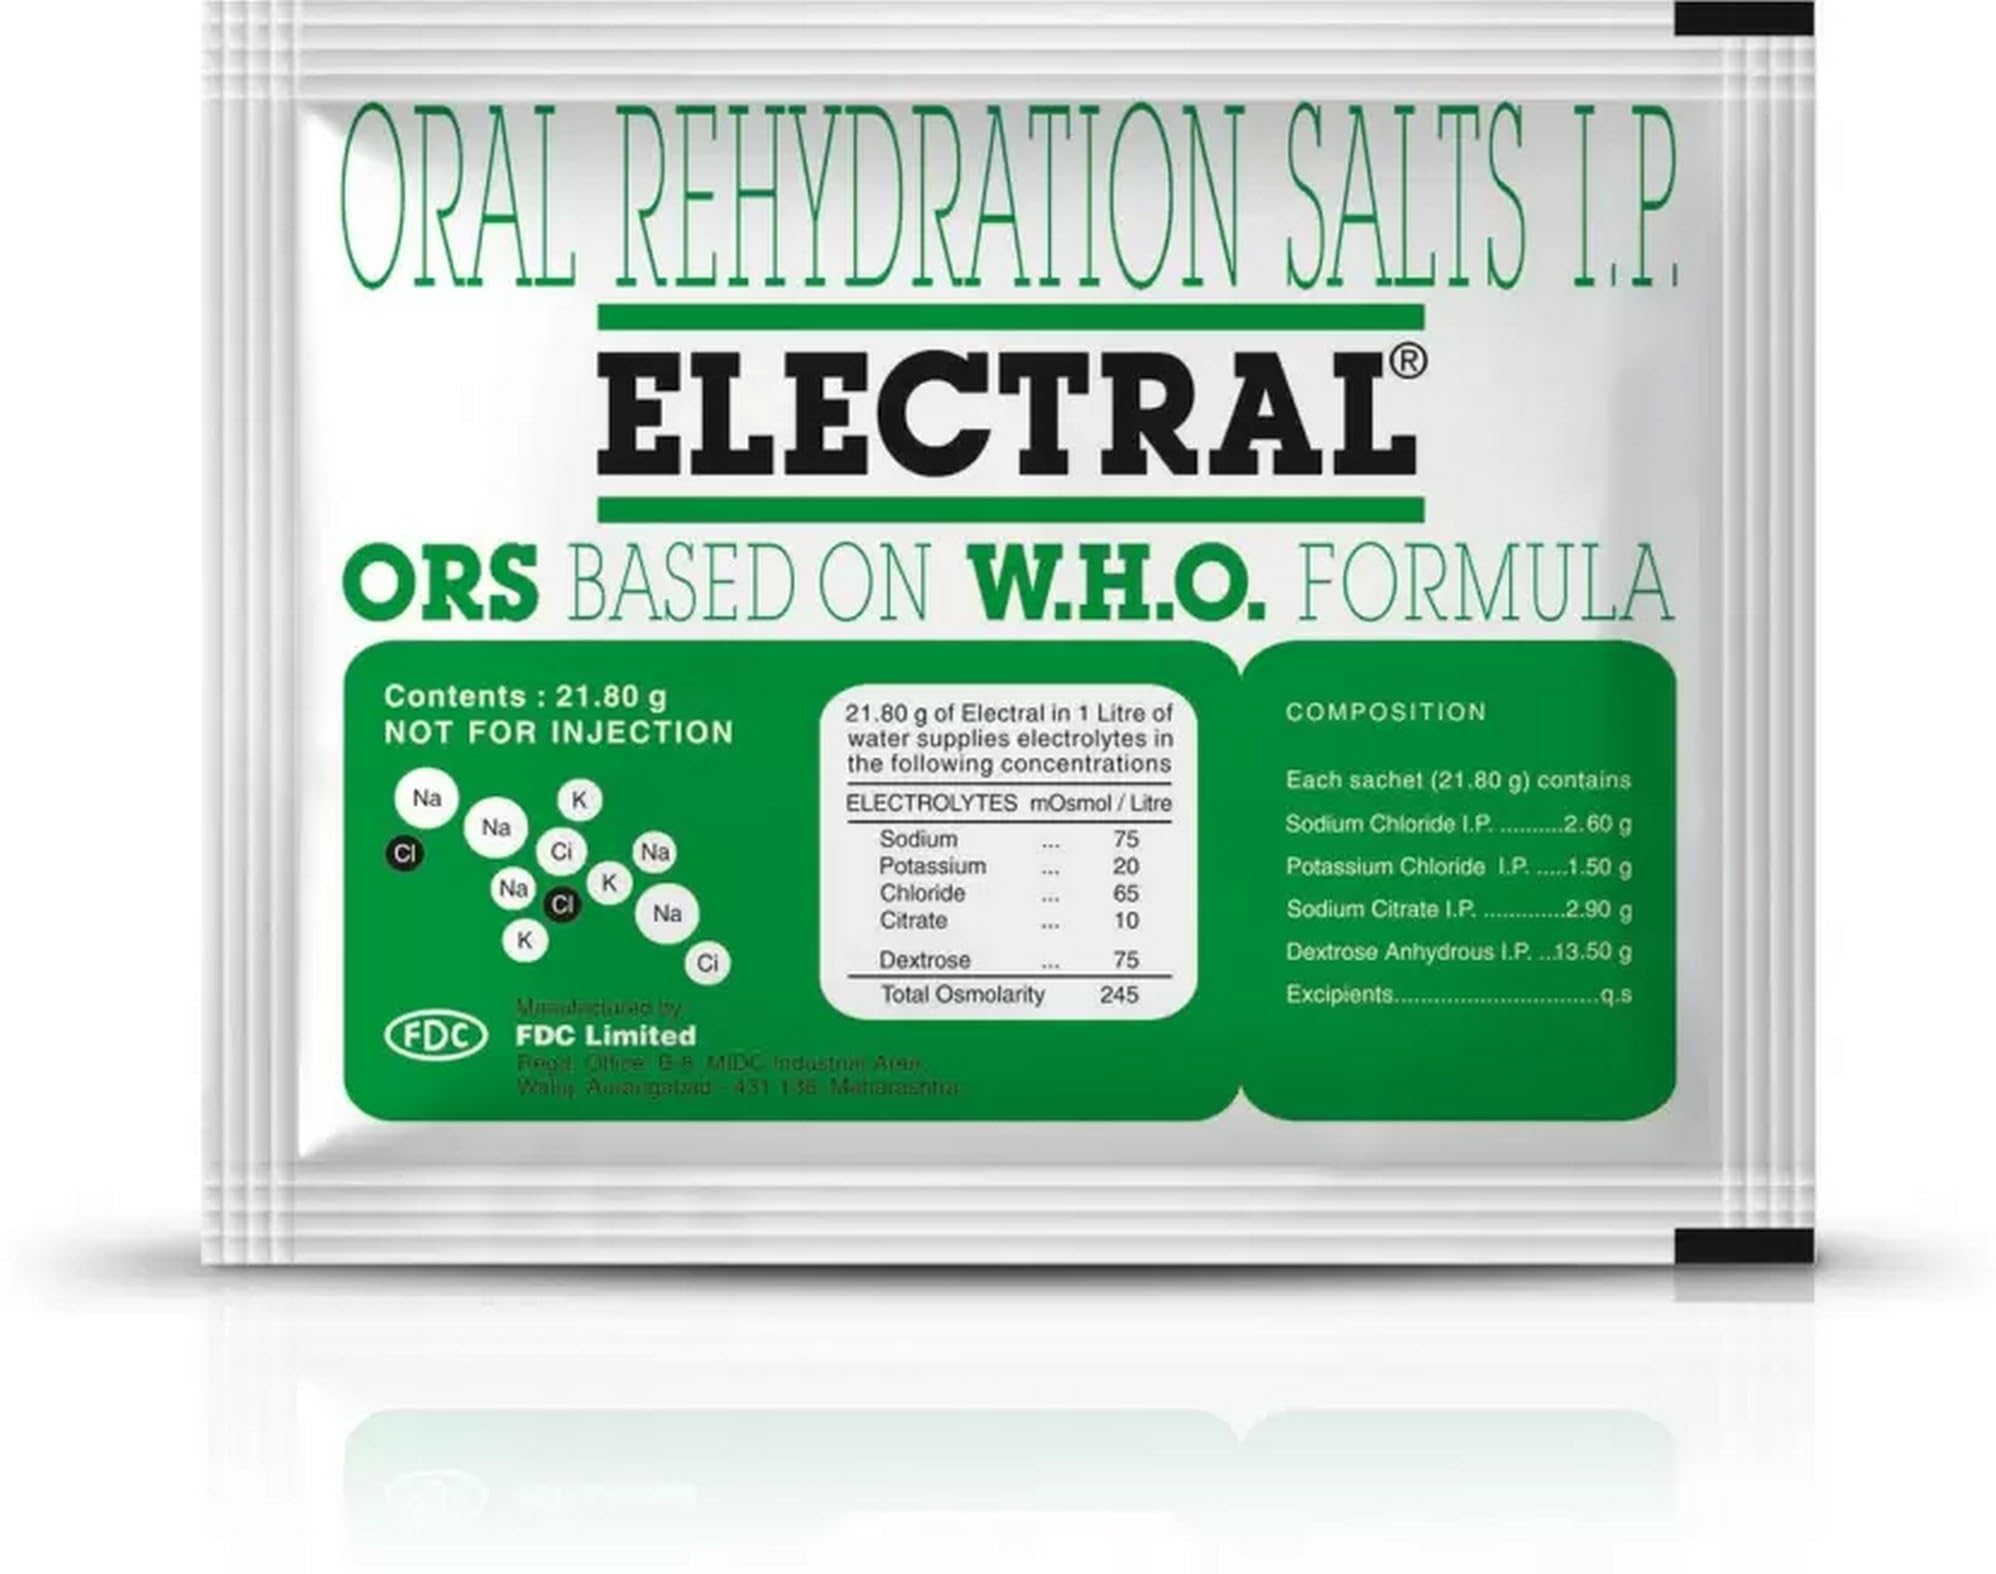 ORAL REHYDRATION SALTS I.P.
ELECTRAL®
ORS BASED ON W.H.O. FORMULA
Contents : 21.80 g
NOT FOR INJECTION
Na
K
Na
Cl
Ci
Na
Na
K
Cl
Na
K
Ci
FDC
Manufactured by
FDC Limited
Regd. Office: B-8, MIDC Industrial Area,
Waluj, Aurangabad - 431 136, Maharashtra
21.80 g of Electral in 1 Litre of
water supplies electrolytes in
the following concentrations
ELECTROLYTES mOsmol / Litre
Sodium ... 75
Potassium ... 20
Chloride ... 65
Citrate ... 10
Dextrose ... 75
Total Osmolarity 245
COMPOSITION
Each sachet (21.80 g) contains
Sodium Chloride I.P. ..........2.60 g
Potassium Chloride I.P. .....1.50 g
Sodium Citrate I.P. .............2.90 g
Dextrose Anhydrous I.P. ...13.50 g
Excipients...............................q.s